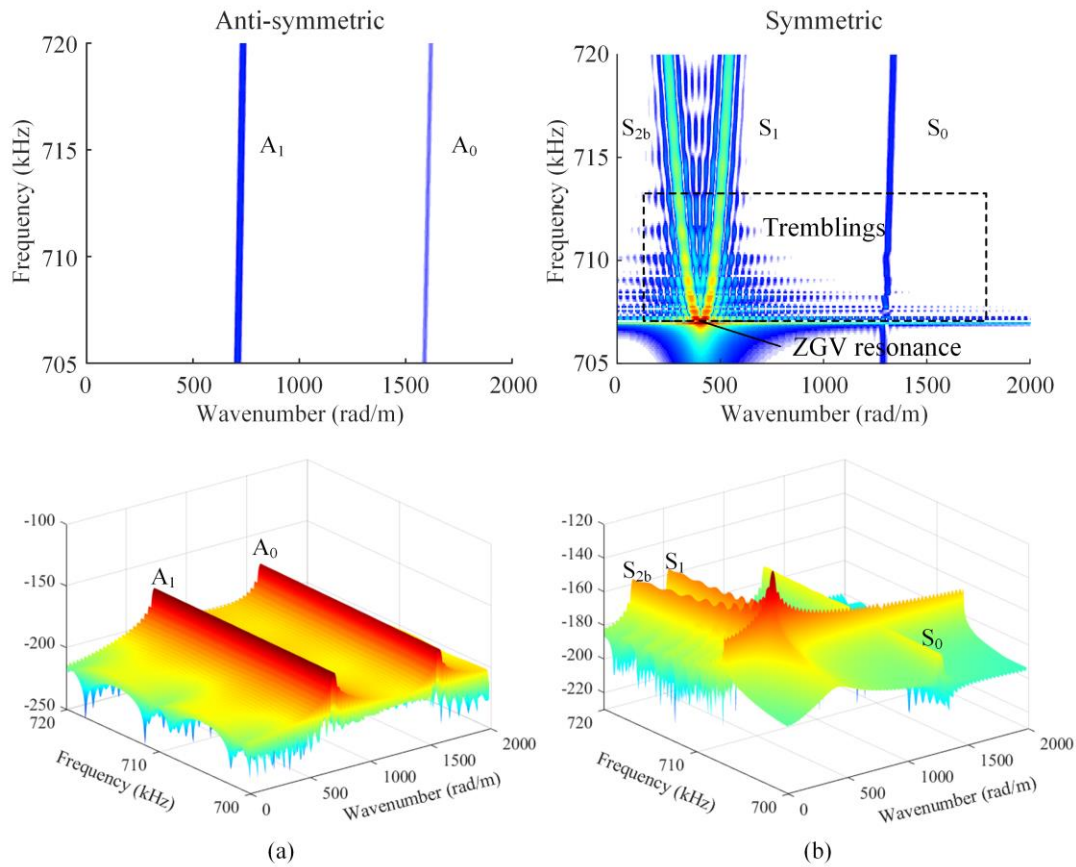 Anti-symmetric
720
715
710
705
Frequency (kHz)
A1
A0
0
500
1000
1500
2000
Wavenumber (rad/m)
Symmetric
720
715
710
705
Frequency (kHz)
S2b
S1
S0
Tremblings
ZGV resonance
0
500
1000
1500
2000
Wavenumber (rad/m)
-100
-150
-200
-250
A1
A0
720
710
700
Frequency (kHz)
0
500
1000
1500
2000
Wavenumber (rad/m)
(a)
-120
-140
-160
-180
-200
-220
S2b
S1
S0
720
710
700
Frequency (kHz)
0
500
1000
1500
2000
Wavenumber (rad/m)
(b)